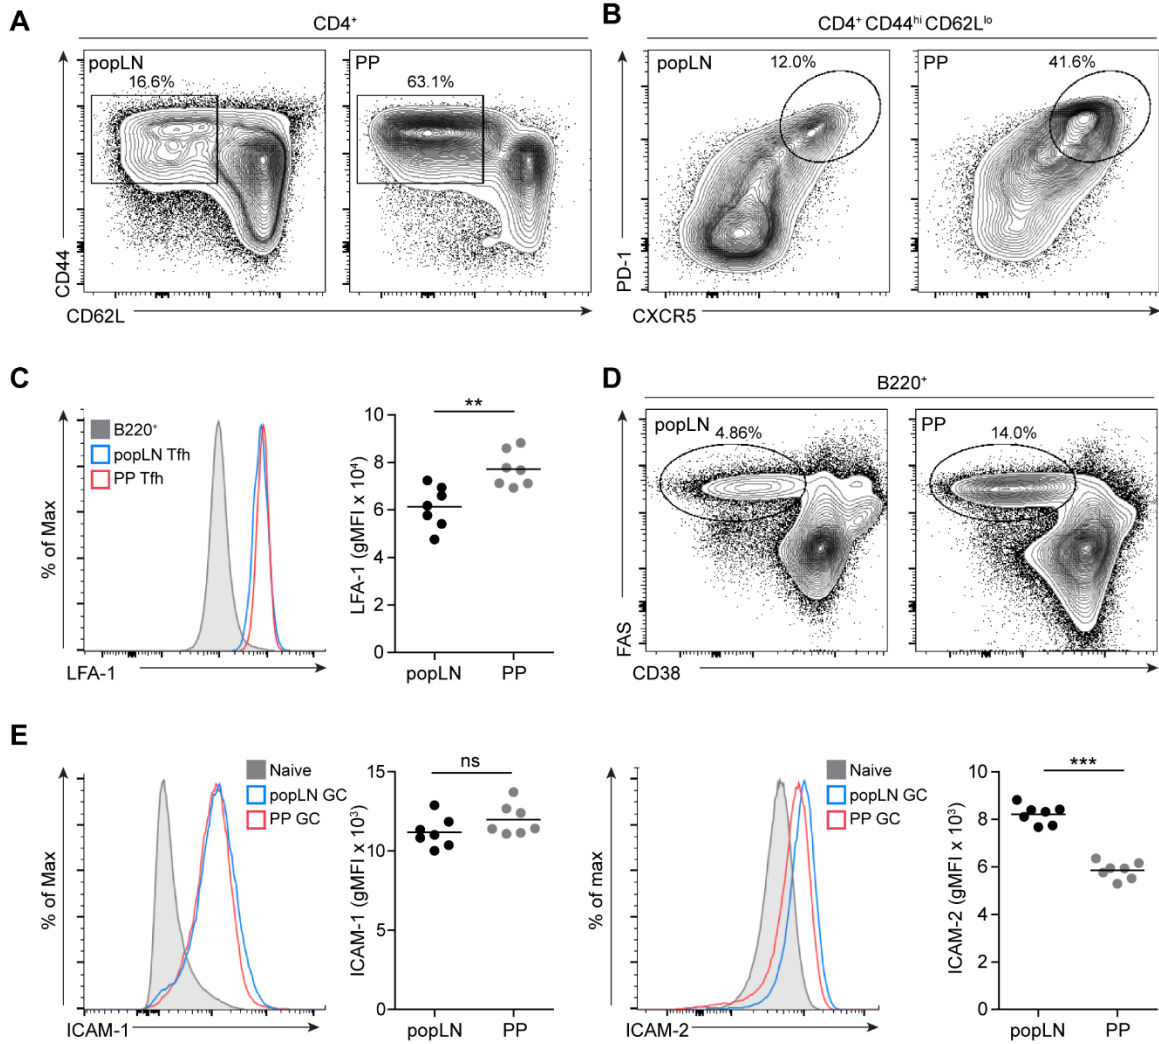 A
CD4⁺
popLN
16.6%
PP
63.1%
CD44
CD62L
B
CD4⁺ CD44ʰⁱ CD62Lˡᵒ
popLN
12.0%
PP
41.6%
PD-1
CXCR5
C
% of Max
B220⁺
popLN Tfh
PP Tfh
LFA-1
LFA-1 (gMFI x 10⁴)
10
8
6
4
2
0
**
popLN
PP
D
B220⁺
popLN
4.86%
PP
14.0%
FAS
CD38
E
% of Max
Naive
popLN GC
PP GC
ICAM-1
ICAM-1 (gMFI x 10³)
15
10
5
0
ns
popLN
PP
% of max
Naive
popLN GC
PP GC
ICAM-2
ICAM-2 (gMFI x 10³)
10
8
6
4
2
0
***
popLN
PP